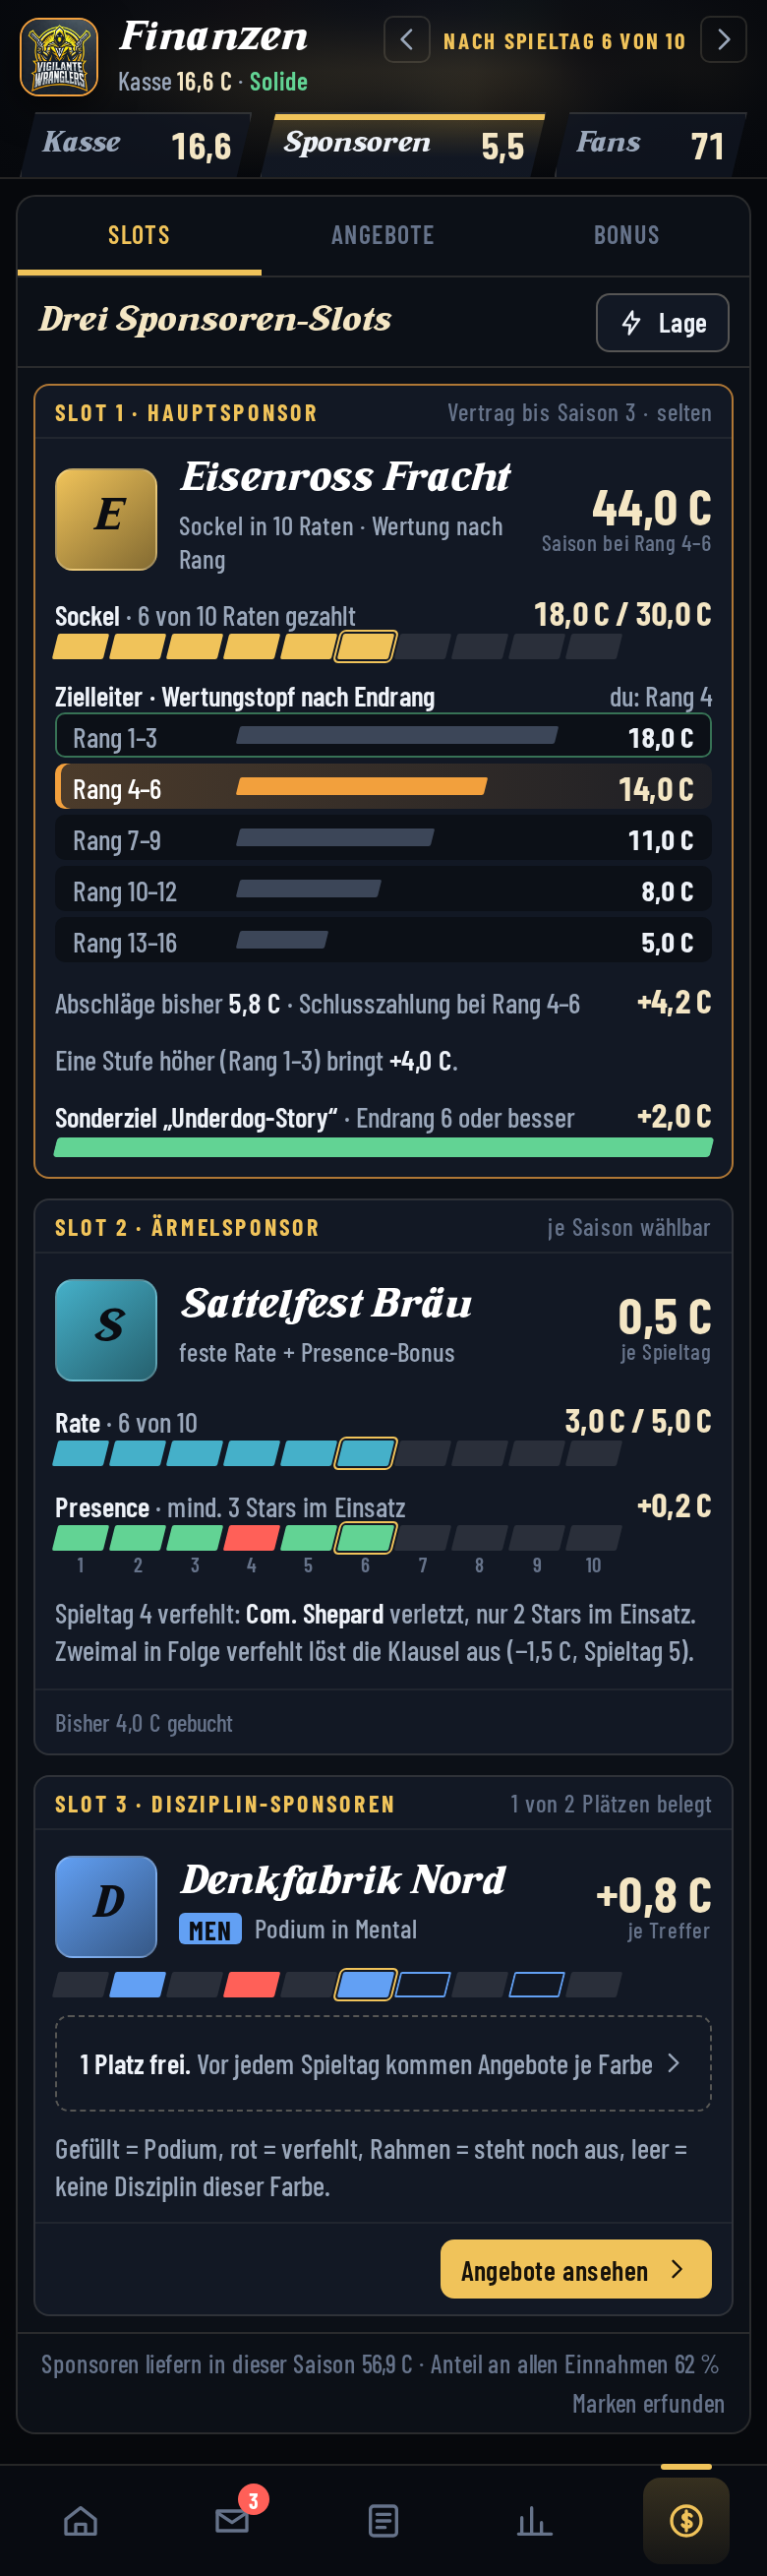 VIGILANTE
WRANGLERS
Finanzen
Kasse 16,6 C · Solide
NACH SPIELTAG 6 VON 10
Kasse 16,6
Sponsoren 5,5
Fans 71
SLOTS
ANGEBOTE
BONUS
Drei Sponsoren-Slots
Lage
SLOT 1 · HAUPTSPONSOR
Vertrag bis Saison 3 · selten
E
Eisenross Fracht
Sockel in 10 Raten · Wertung nach
Rang
44,0 C
Saison bei Rang 4–6
Sockel · 6 von 10 Raten gezahlt
18,0 C / 30,0 C
Zielleiter · Wertungstopf nach Endrang
du: Rang 4
Rang 1–3 18,0 C
Rang 4–6 14,0 C
Rang 7–9 11,0 C
Rang 10–12 8,0 C
Rang 13–16 5,0 C
Abschläge bisher 5,8 C · Schlusszahlung bei Rang 4–6 +4,2 C
Eine Stufe höher (Rang 1–3) bringt +4,0 C.
Sonderziel „Underdog-Story“ · Endrang 6 oder besser +2,0 C
SLOT 2 · ÄRMELSPONSOR
je Saison wählbar
S
Sattelfest Bräu
feste Rate + Presence-Bonus
0,5 C
je Spieltag
Rate · 6 von 10
3,0 C / 5,0 C
Presence · mind. 3 Stars im Einsatz
+0,2 C
1 2 3 4 5 6 7 8 9 10
Spieltag 4 verfehlt: Com. Shepard verletzt, nur 2 Stars im Einsatz.
Zweimal in Folge verfehlt löst die Klausel aus (−1,5 C, Spieltag 5).
Bisher 4,0 C gebucht
SLOT 3 · DISZIPLIN-SPONSOREN
1 von 2 Plätzen belegt
D
Denkfabrik Nord
MEN Podium in Mental
+0,8 C
je Treffer
1 Platz frei. Vor jedem Spieltag kommen Angebote je Farbe
Gefüllt = Podium, rot = verfehlt, Rahmen = steht noch aus, leer =
keine Disziplin dieser Farbe.
Angebote ansehen
Sponsoren liefern in dieser Saison 56,9 C · Anteil an allen Einnahmen 62 %
Marken erfunden
3